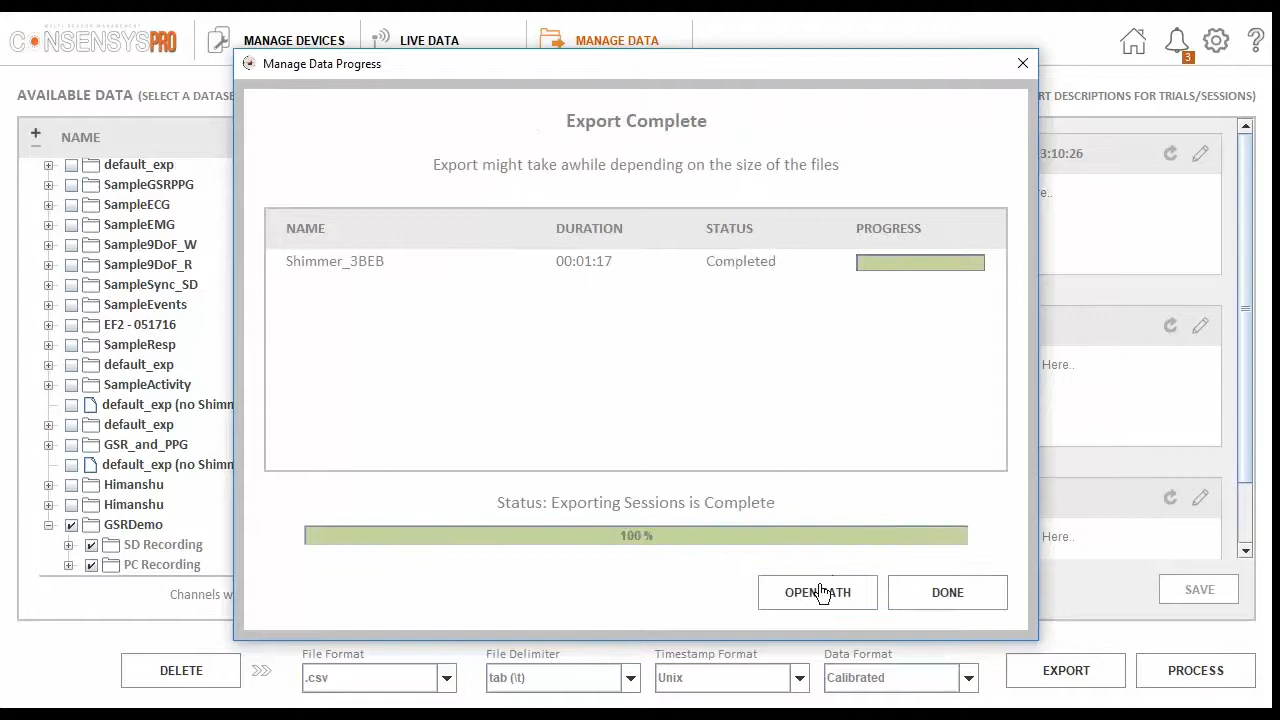 MULTI SENSOR MANAGEMENT
CONSENSYSPRO
MANAGE DEVICES
LIVE DATA
MANAGE DATA
3
Manage Data Progress
AVAILABLE DATA (SELECT A DATASE
RT DESCRIPTIONS FOR TRIALS/SESSIONS)
+ NAME
default_exp
SampleGSRPPG
SampleECG
SampleEMG
Sample9DoF_W
Sample9DoF_R
SampleSync_SD
SampleEvents
EF2 - 051716
SampleResp
default_exp
SampleActivity
default_exp (no Shimm
default_exp
GSR_and_PPG
default_exp (no Shimm
Himanshu
Himanshu
GSRDemo
SD Recording
PC Recording
Channels w
Export Complete
Export might take awhile depending on the size of the files
NAME DURATION STATUS PROGRESS
Shimmer_3BEB 00:01:17 Completed
Status: Exporting Sessions is Complete
100 %
OPEN PATH
DONE
3:10:26
e..
Here..
Here..
SAVE
DELETE
File Format
.csv
File Delimiter
tab (\t)
Timestamp Format
Unix
Data Format
Calibrated
EXPORT
PROCESS